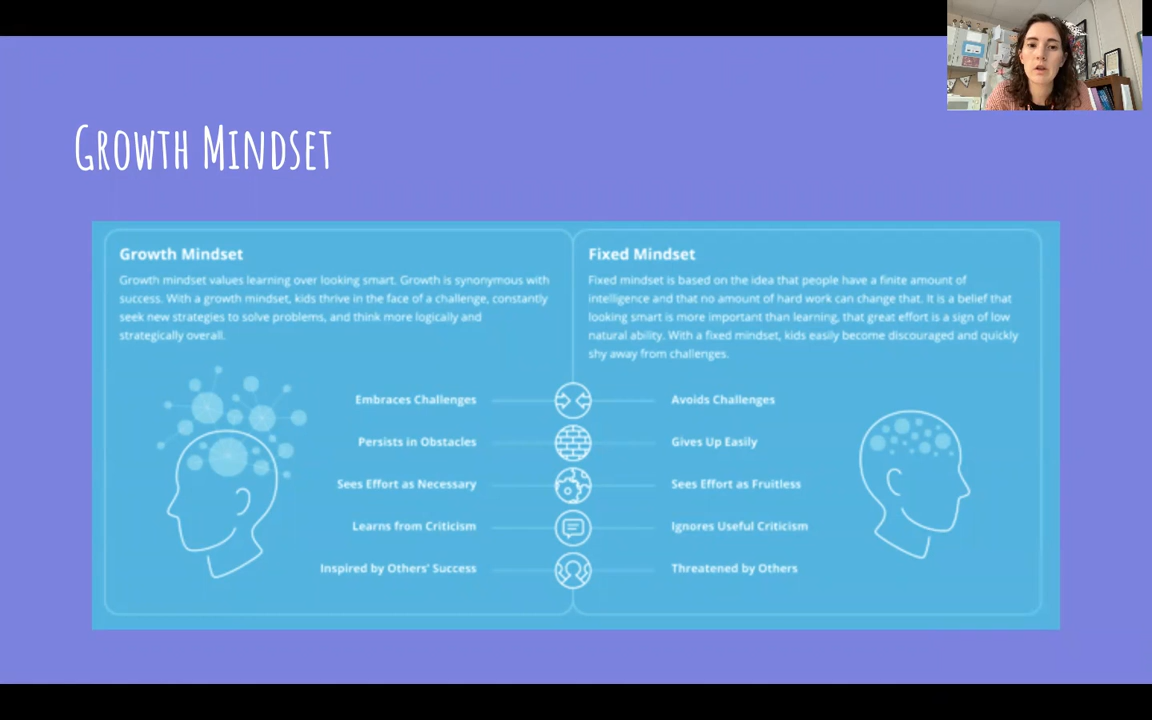 Growth Mindset
Growth Mindset
Growth mindset values learning over looking smart. Growth is synonymous with
success. With a growth mindset, kids thrive in the face of a challenge, constantly
seek new strategies to solve problems, and think more logically and
strategically overall.
Embraces Challenges
Persists in Obstacles
Sees Effort as Necessary
Learns from Criticism
Inspired by Others' Success
Fixed Mindset
Fixed mindset is based on the idea that people have a finite amount of
intelligence and that no amount of hard work can change that. It is a belief that
looking smart is more important than learning, that great effort is a sign of low
natural ability. With a fixed mindset, kids easily become discouraged and quickly
shy away from challenges.
Avoids Challenges
Gives Up Easily
Sees Effort as Fruitless
Ignores Useful Criticism
Threatened by Others